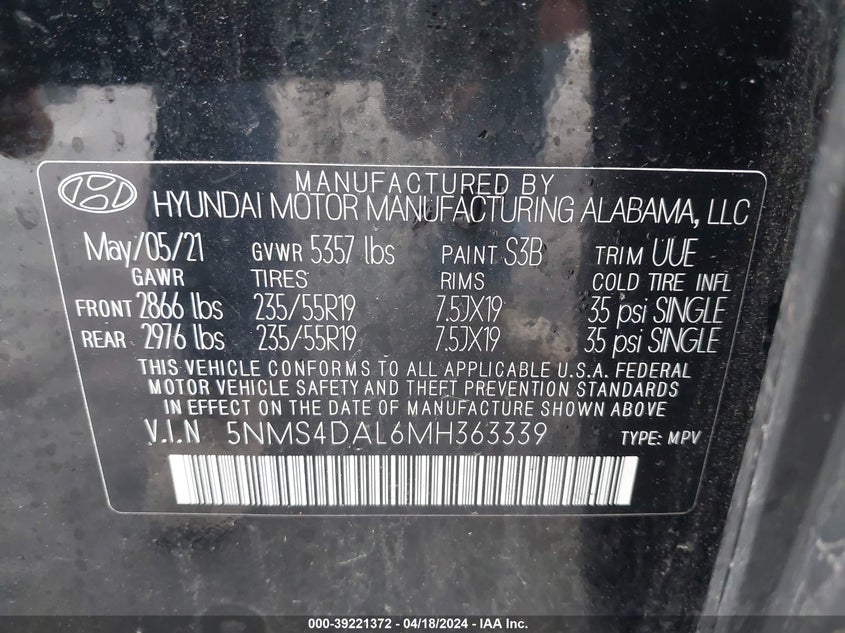 MANUFACTURED BY
HYUNDAI MOTOR MANUFACTURING ALABAMA, LLC
May/05/21 GVWR 5357 lbs PAINT S3B TRIM UUE
GAWR TIRES RIMS COLD TIRE INFL
FRONT 2866 lbs 235/55R19 7.5JX19 35 psi SINGLE
REAR 2976 lbs 235/55R19 7.5JX19 35 psi SINGLE
THIS VEHICLE CONFORMS TO ALL APPLICABLE U.S.A. FEDERAL
MOTOR VEHICLE SAFETY AND THEFT PREVENTION STANDARDS
IN EFFECT ON THE DATE OF MANUFACTURE SHOWN ABOVE
V.I.N 5NMS4DAL6MH363339 TYPE: MPV
000-39221372 - 04/18/2024 - IAA Inc.